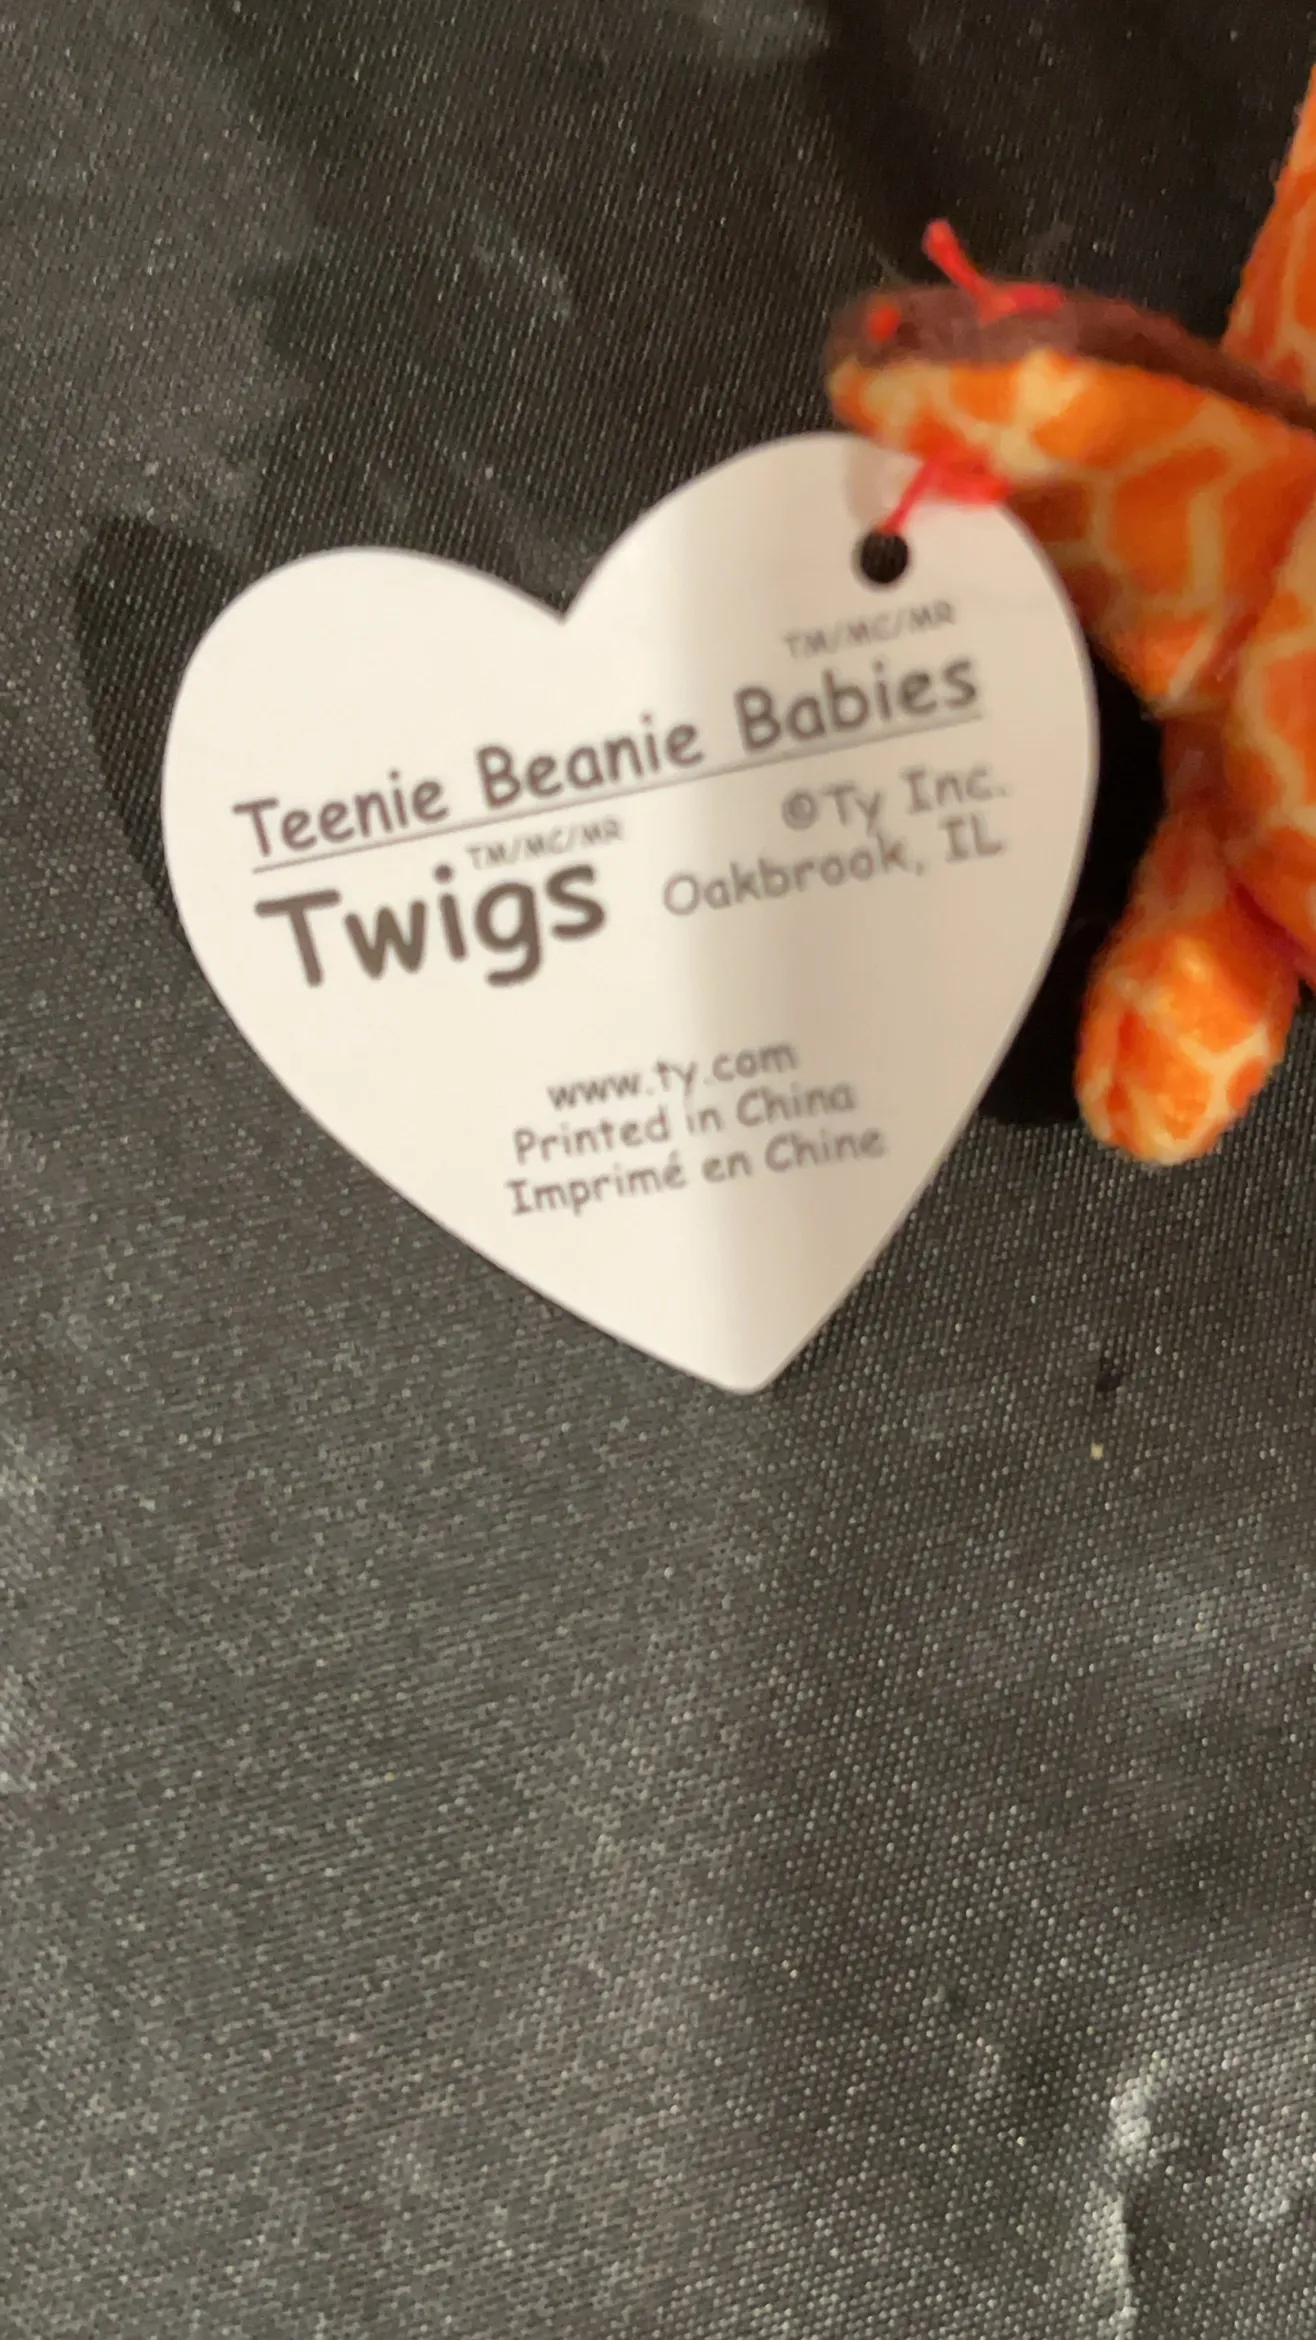 TM/MC/MR
Teenie Beanie Babies
TM/MC/MR
Twigs
©Ty Inc.
Oakbrook, IL
www.ty.com
Printed in China
Imprimé en Chine